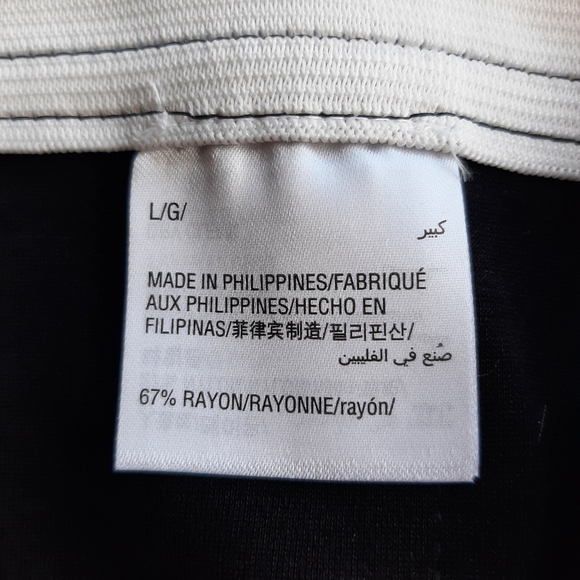 L/G/
كبير
MADE IN PHILIPPINES/FABRIQUÉ
AUX PHILIPPINES/HECHO EN
FILIPINAS/菲律宾制造/필리핀산/
صُنع في الفليبين
67% RAYON/RAYONNE/rayón/